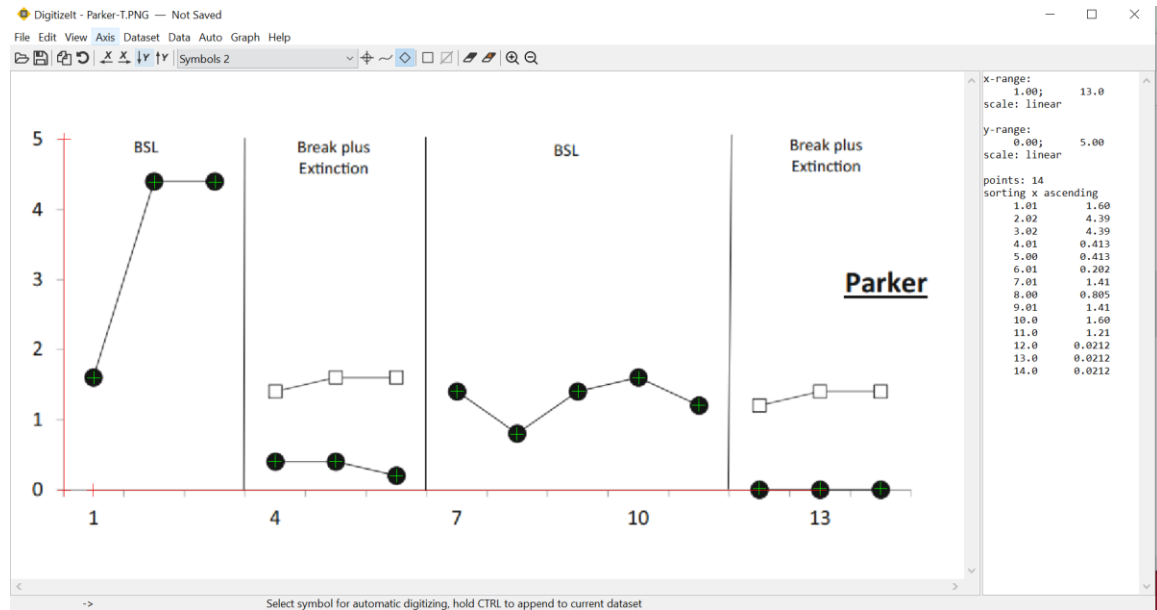 DigitizeIt - Parker-T.PNG — Not Saved
File Edit View Axis Dataset Data Auto Graph Help
X X Y Y Symbols 2
x-range:
1.00; 13.0
scale: linear
y-range:
0.00; 5.00
scale: linear
points: 14
sorting x ascending
1.01 1.60
2.02 4.39
3.02 4.39
4.01 0.413
5.00 0.413
6.01 0.202
7.01 1.41
8.00 0.805
9.01 1.41
10.0 1.60
11.0 1.21
12.0 0.0212
13.0 0.0212
14.0 0.0212
BSL
Break plus
Extinction
BSL
Break plus
Extinction
Parker
5
4
3
2
1
0
1 4 7 10 13
-> Select symbol for automatic digitizing, hold CTRL to append to current dataset